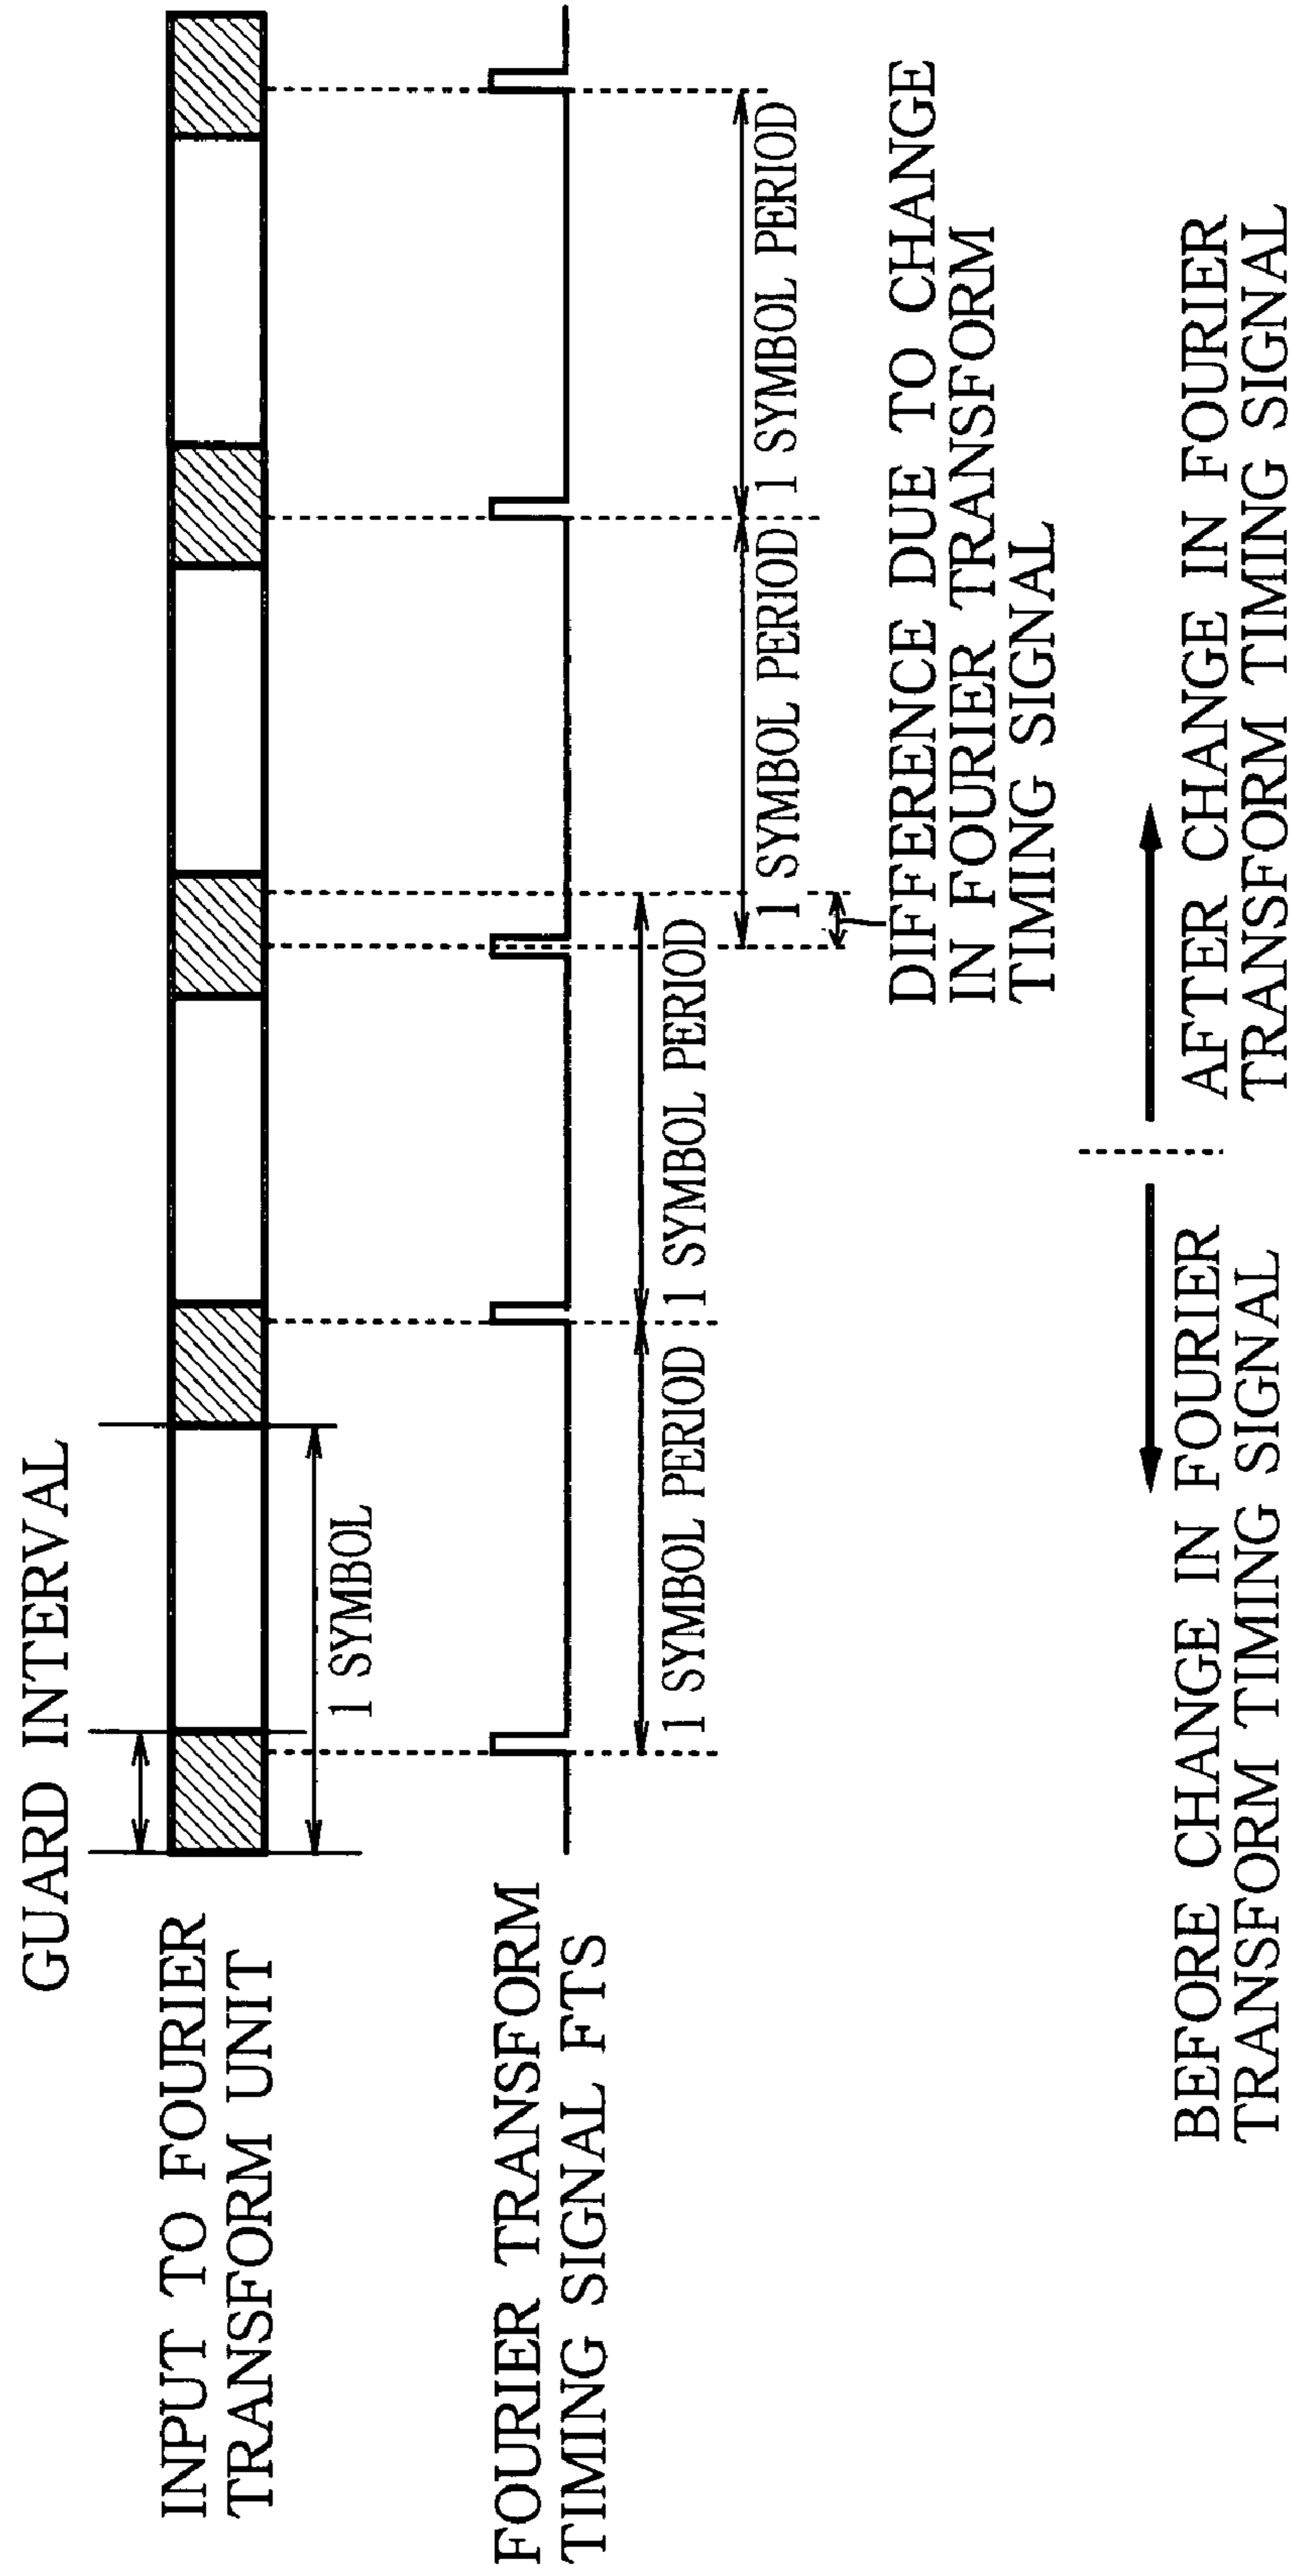 GUARD INTERVAL
INPUT TO FOURIER
TRANSFORM UNIT
1 SYMBOL
FOURIER TRANSFORM
TIMING SIGNAL FTS
1 SYMBOL PERIOD
1 SYMBOL PERIOD
1 SYMBOL PERIOD
1 SYMBOL PERIOD
DIFFERENCE DUE TO CHANGE
IN FOURIER TRANSFORM
TIMING SIGNAL
BEFORE CHANGE IN FOURIER
TRANSFORM TIMING SIGNAL
AFTER CHANGE IN FOURIER
TRANSFORM TIMING SIGNAL